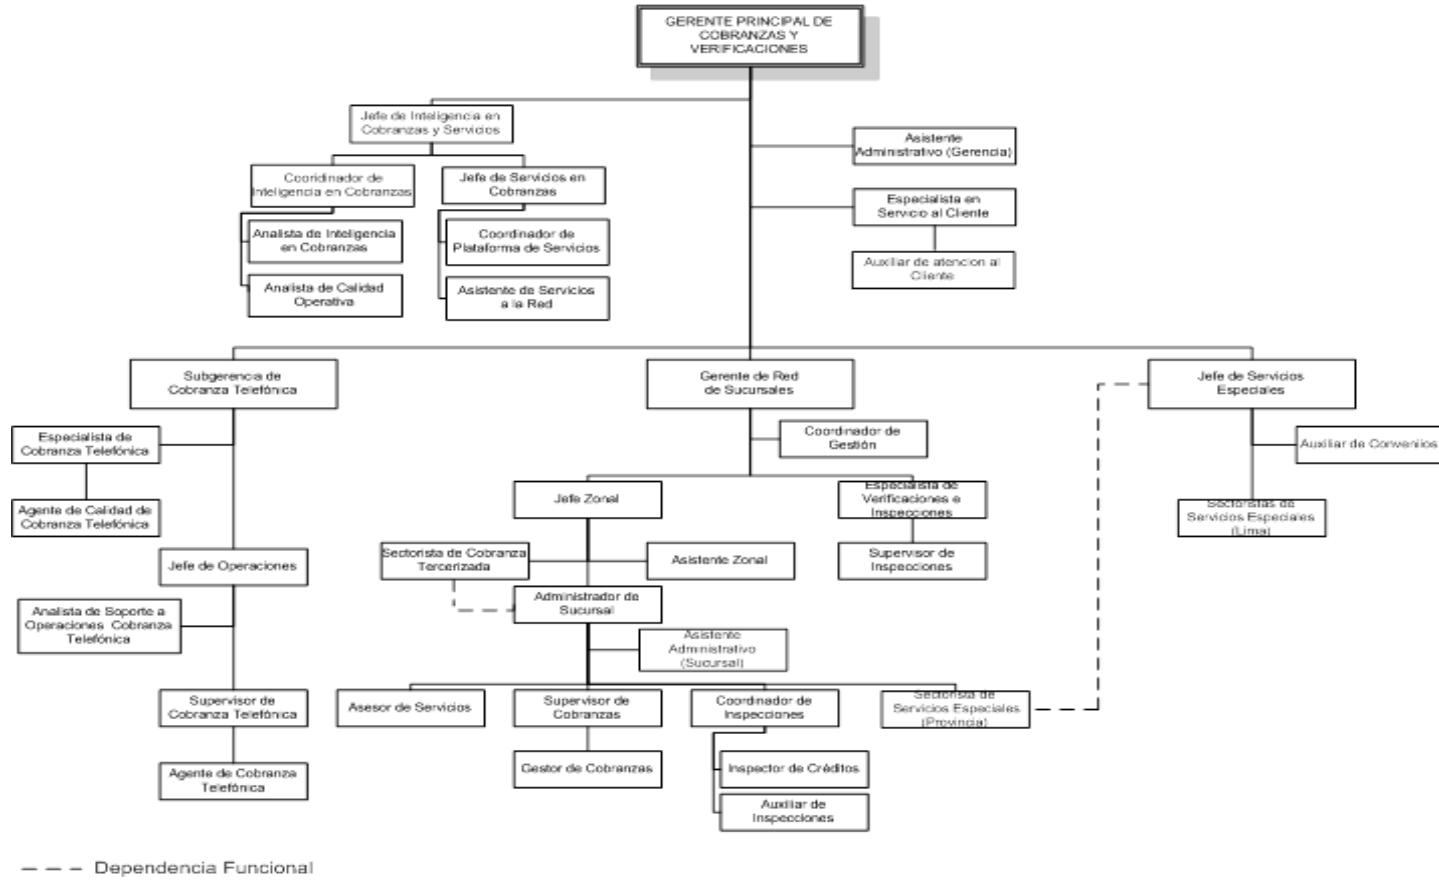 GERENTE PRINCIPAL DE
COBRANZAS Y
VERIFICACIONES
Jefe de Inteligencia en
Cobranzas y Servicios
Asistente
Administrativo (Gerencia)
Cooridinador de
Inteligencia en Cobranzas
Jefe de Servicios en
Cobranzas
Especialista en
Servicio al Cliente
Analista de Inteligencia
en Cobranzas
Coordinador de
Plataforma de Servicios
Auxiliar de atencion al
Cliente
Analista de Calidad
Operativa
Asistente de Servicios
a la Red
Subgerencia de
Cobranza Telefónica
Gerente de Red
de Sucursales
Jefe de Servicios
Especiales
Especialista de
Cobranza Telefónica
Coordinador de
Gestión
Auxiliar de Convenios
Agente de Calidad de
Cobranza Telefónica
Jefe Zonal
Especialista de
Verificaciones e
Inspecciones
Sectoristas de
Servicios Especiales
(Lima)
Jefe de Operaciones
Sectorista de Cobranza
Tercerizada
Asistente Zonal
Supervisor de
Inspecciones
Analista de Soporte a
Operaciones Cobranza
Telefónica
Administrador de
Sucursal
Asistente
Administrativo
(Sucursal)
Supervisor de
Cobranza Telefónica
Asesor de Servicios
Supervisor de
Cobranzas
Coordinador de
Inspecciones
Sectorista de
Servicios Especiales
(Provincia)
Agente de Cobranza
Telefónica
Gestor de Cobranzas
Inspector de Créditos
Auxiliar de
Inspecciones
Dependencia Funcional